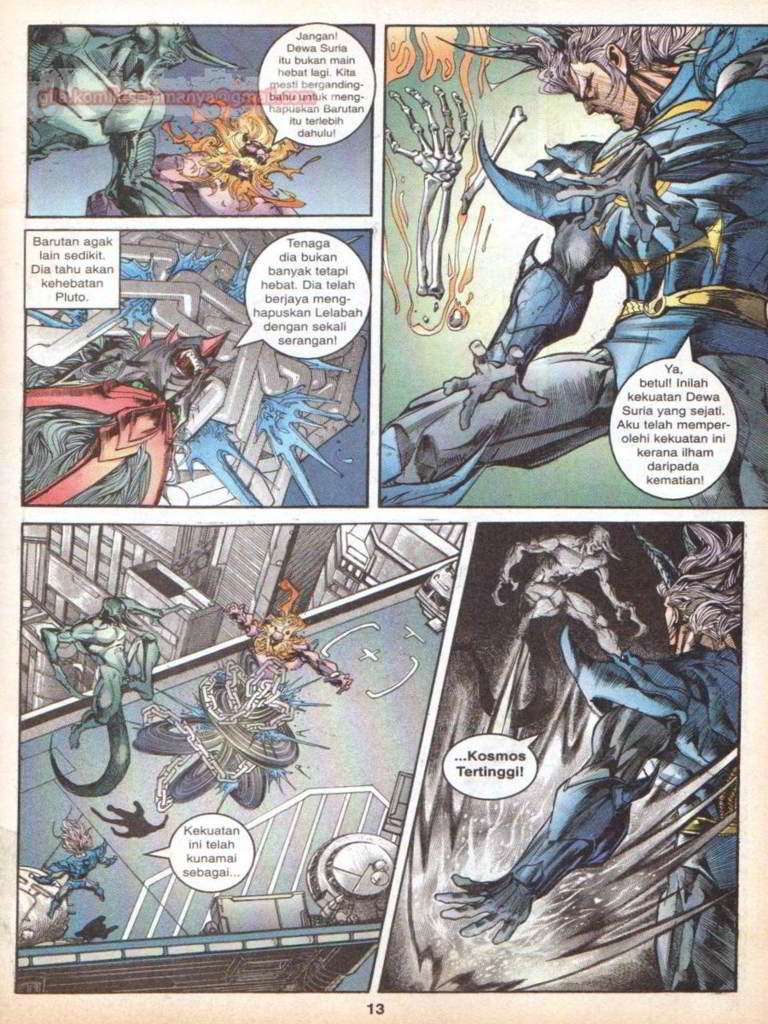 Jangan!
Dewa Suria
itu bukan main
hebat lagi. Kita
mesti berganding-
bahu untuk meng-
hapuskan Barutan
itu terlebih
dahulu!
Barutan agak
lain sedikit.
Dia tahu akan
kehebatan
Pluto.
Tenaga
dia bukan
banyak tetapi
hebat. Dia telah
berjaya meng-
hapuskan Lelabah
dengan sekali
serangan!
Ya,
betul! Inilah
kekuatan Dewa
Suria yang sejati.
Aku telah memper-
olehi kekuatan ini
kerana ilham
daripada
kematian!
Kekuatan
ini telah
kunamai
sebagai...
...Kosmos
Tertinggi!
13